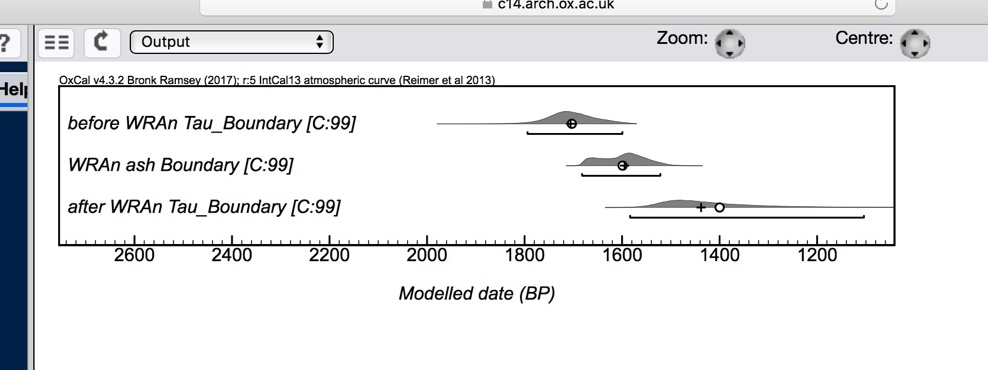 c14.arch.ox.ac.uk
?
Output
Zoom:
Centre:
Help
OxCal v4.3.2 Bronk Ramsey (2017); r:5 IntCal13 atmospheric curve (Reimer et al 2013)
before WRAn Tau_Boundary [C:99]
WRAn ash Boundary [C:99]
after WRAn Tau_Boundary [C:99]
2600 2400 2200 2000 1800 1600 1400 1200
Modelled date (BP)